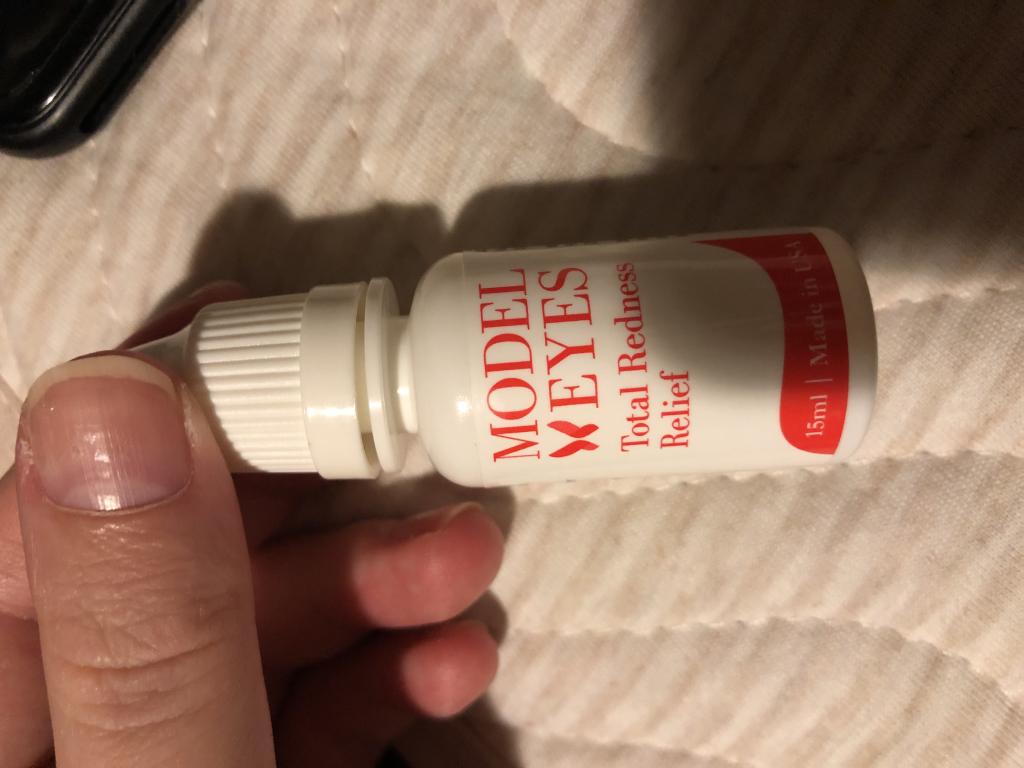 MODEL
EYES
Total Redness
Relief
15ml | Made in USA